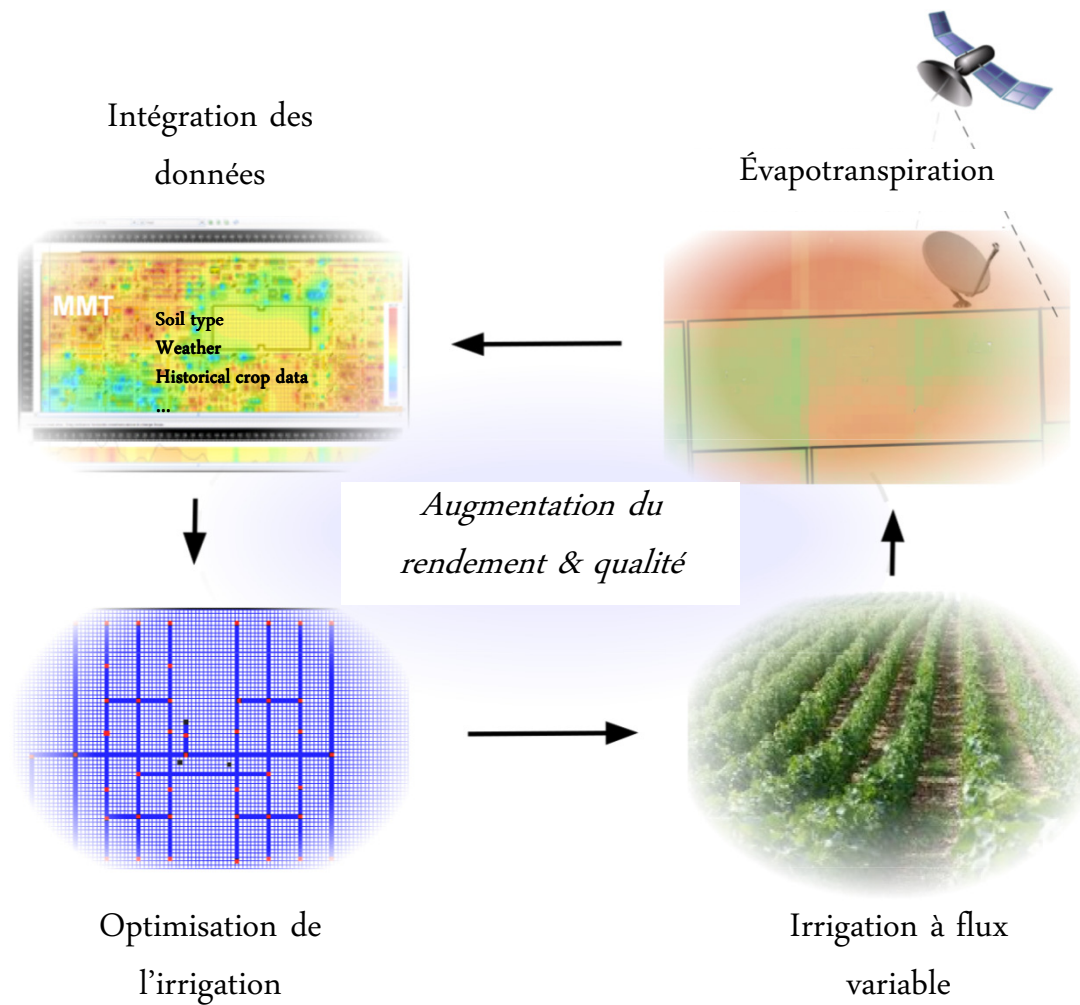 Intégration des
données
Évapotranspiration
MMT
Soil type
Weather
Historical crop data
...
Augmentation du
rendement & qualité
Optimisation de
l'irrigation
Irrigation à flux
variable